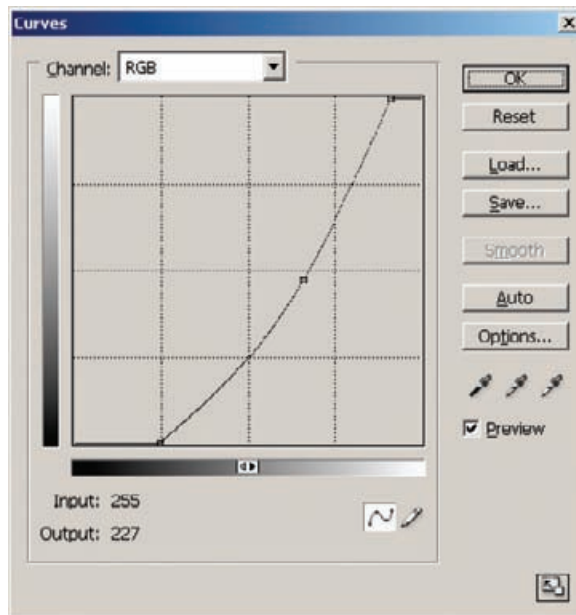 Curves
Channel: RGB
OK
Reset
Load...
Save...
Smooth
Auto
Options...
Preview
Input: 255
Output: 227